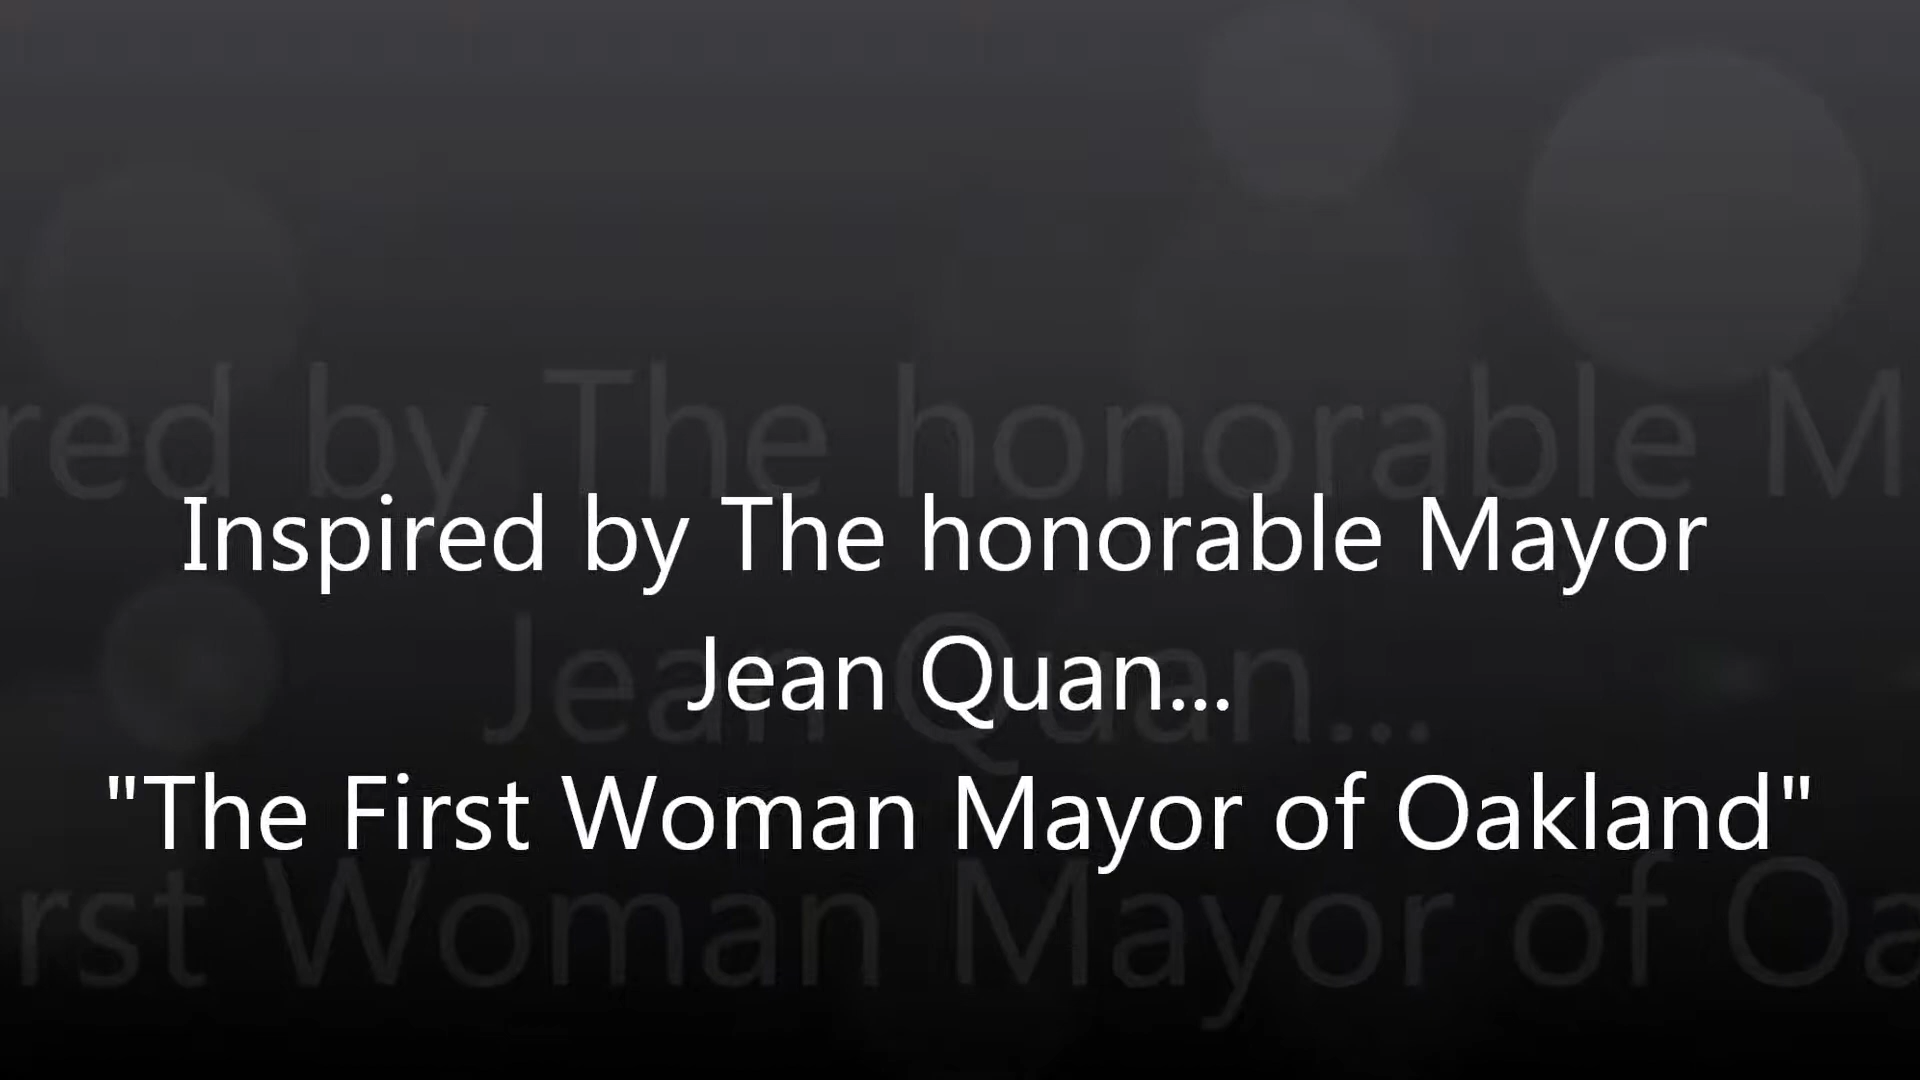 Inspired by The honorable Mayor
Jean Quan...
"The First Woman Mayor of Oakland"